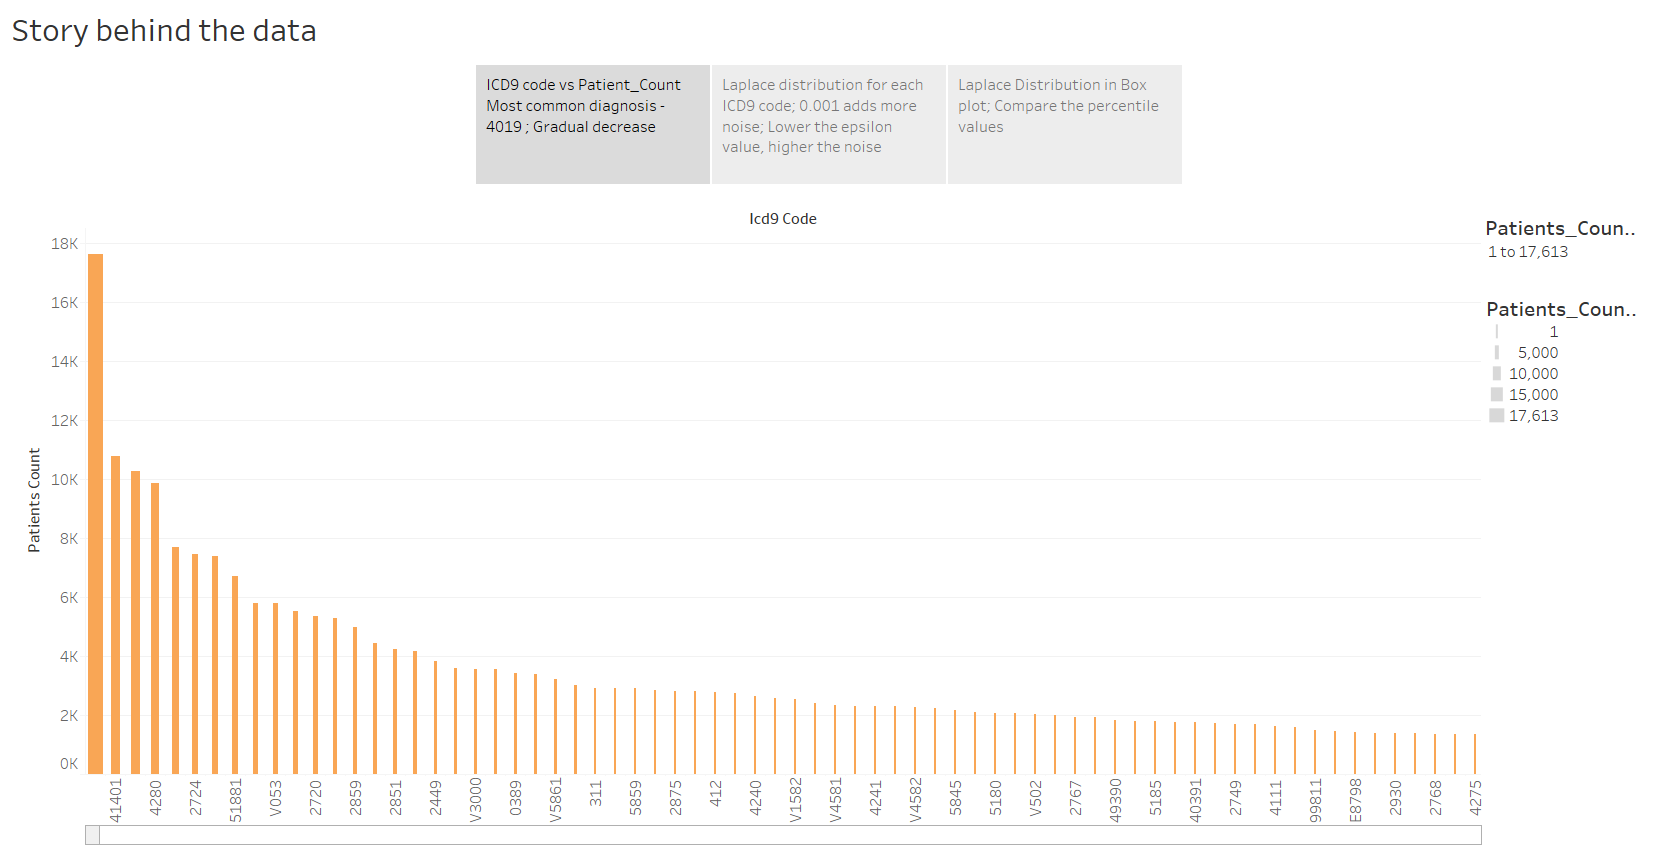 Story behind the data
ICD9 code vs Patient_Count
Most common diagnosis -
4019 ; Gradual decrease
Laplace distribution for each
ICD9 code; 0.001 adds more
noise; Lower the epsilon
value, higher the noise
Laplace Distribution in Box
plot; Compare the percentile
values
Icd9 Code
Patients_Coun..
1 to 17,613
Patients_Coun..
1
5,000
10,000
15,000
17,613
Patients Count
18K
16K
14K
12K
10K
8K
6K
4K
2K
0K
41401
4280
2724
51881
V053
2720
2859
2851
2449
V3000
0389
V5861
311
5859
2875
412
4240
V1582
V4581
4241
V4582
5845
5180
V502
2767
49390
5185
40391
2749
4111
99811
E8798
2930
2768
4275